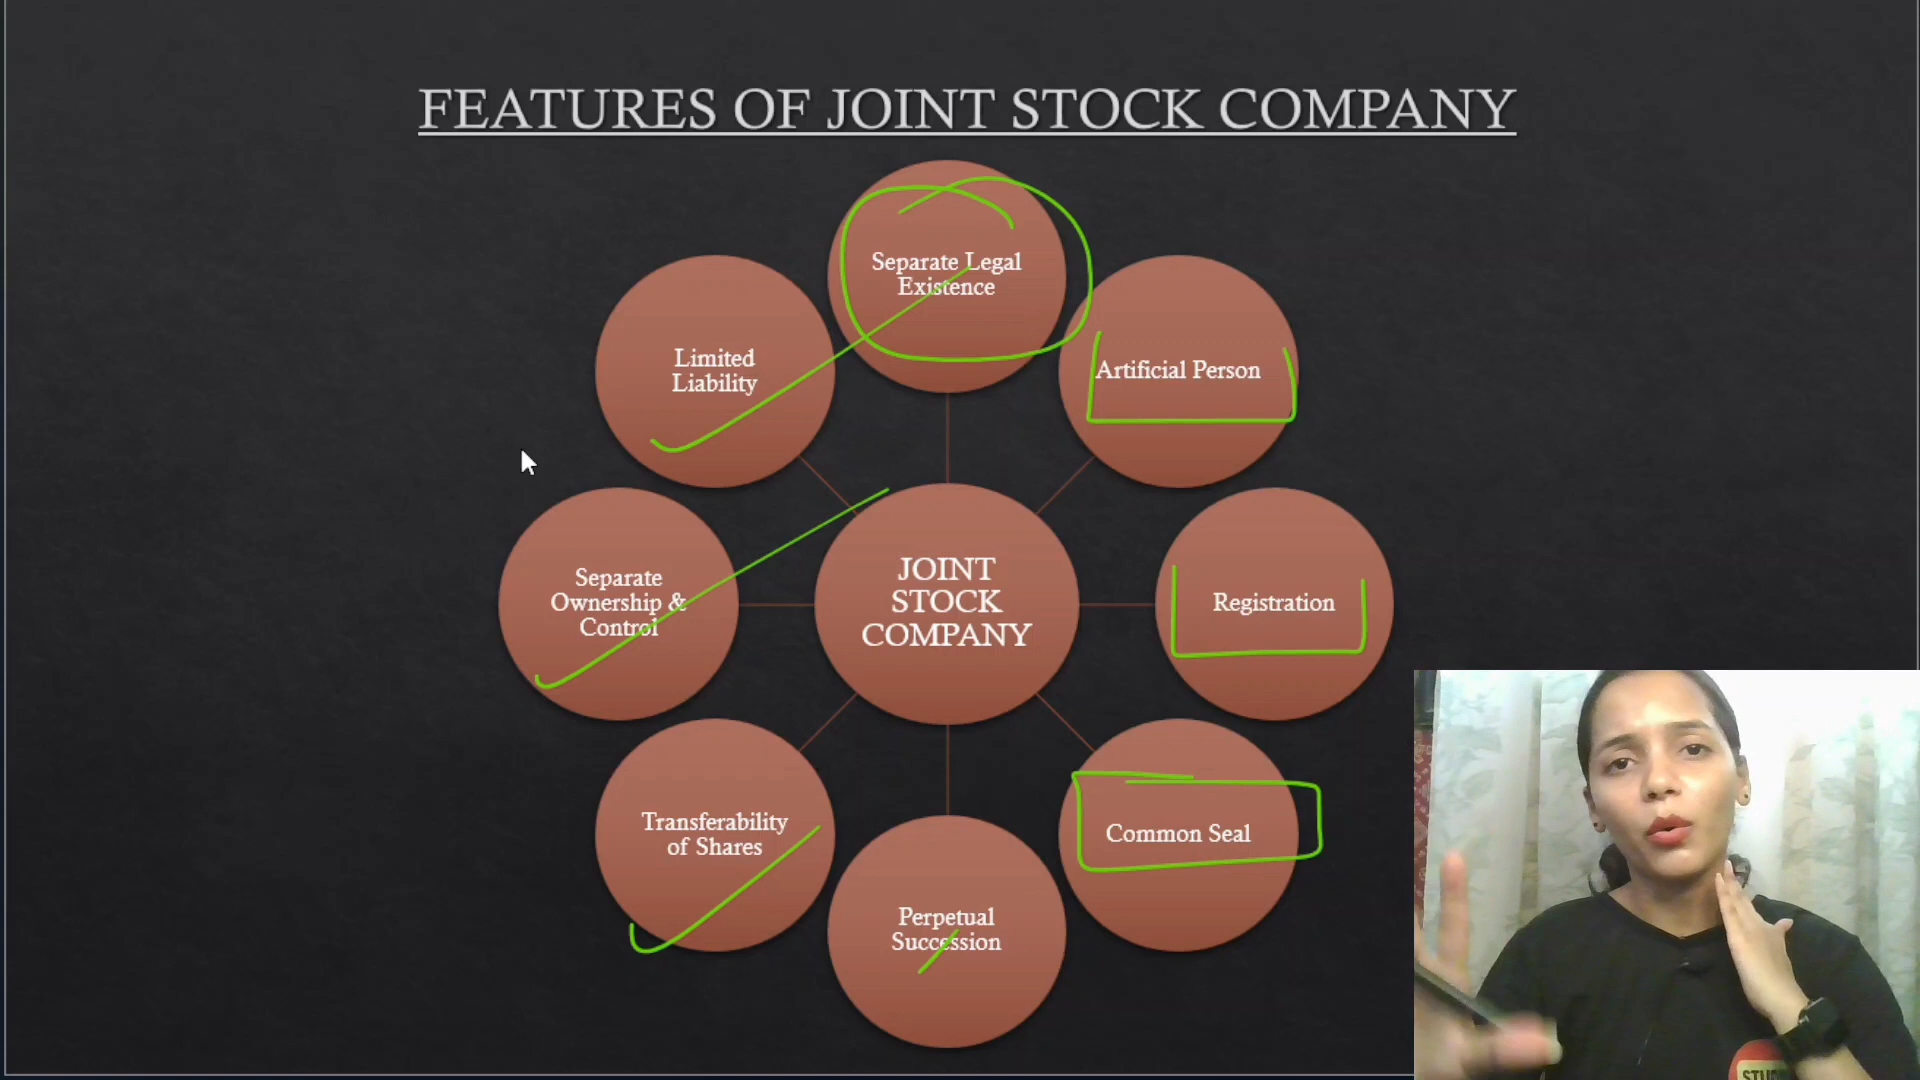 FEATURES OF JOINT STOCK COMPANY
Separate Legal
Existence
Artificial Person
Registration
Common Seal
Perpetual
Succession
Transferability
of Shares
Separate
Ownership &
Control
Limited
Liability
JOINT
STOCK
COMPANY